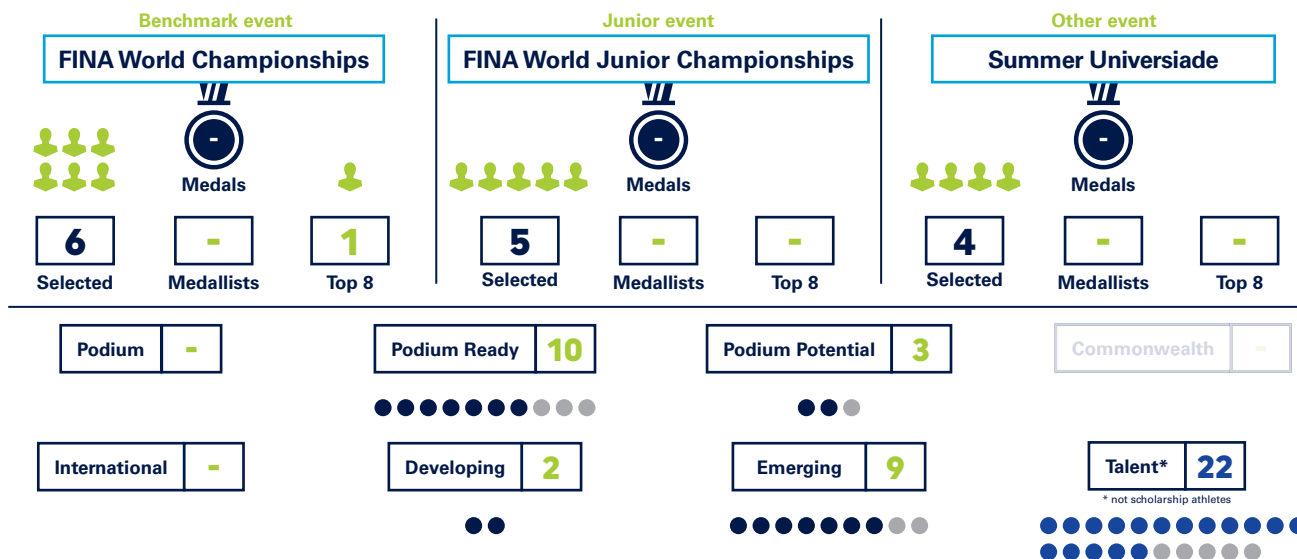 Benchmark event
FINA World Championships
-
Medals
6
-
1
Selected
Medallists
Top 8
Junior event
FINA World Junior Championships
-
Medals
5
-
-
Selected
Medallists
Top 8
Other event
Summer Universiade
-
Medals
4
-
-
Selected
Medallists
Top 8
Podium -
Podium Ready 10
Podium Potential 3
Commonwealth -
International -
Developing 2
Emerging 9
Talent* 22
* not scholarship athletes